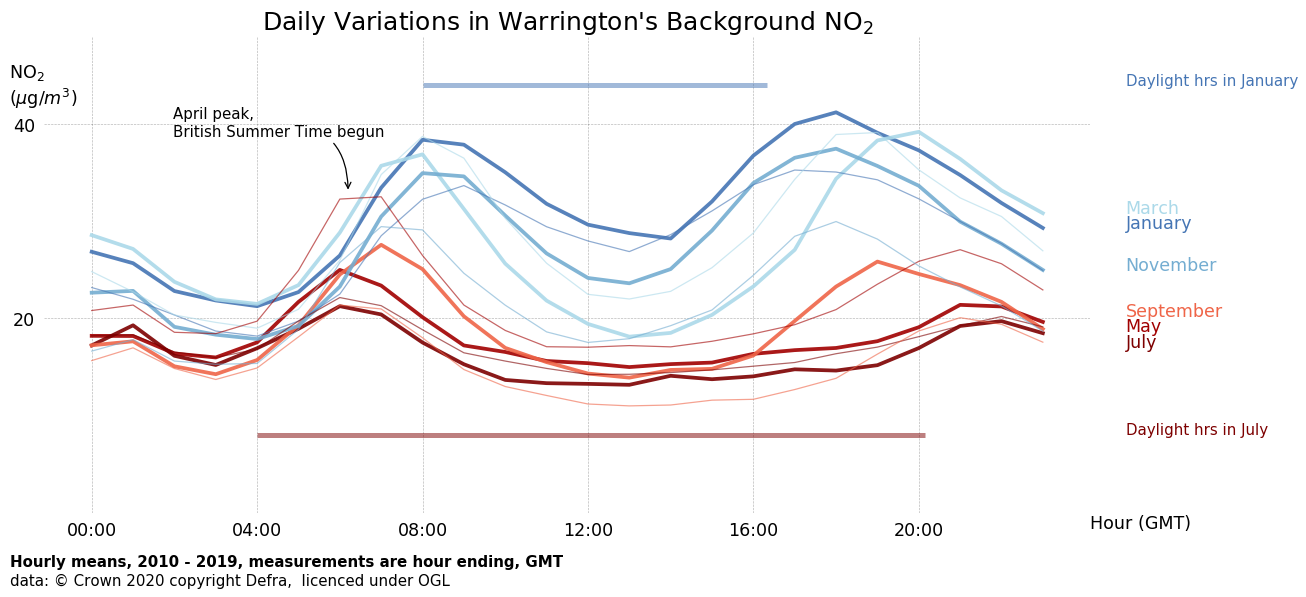 Daily Variations in Warrington's Background NO₂
NO₂
(μg/m³)
Daylight hrs in January
April peak,
British Summer Time begun
40
March
January
November
September
20
May
July
Daylight hrs in July
00:00 04:00 08:00 12:00 16:00 20:00
Hour (GMT)
Hourly means, 2010 - 2019, measurements are hour ending, GMT
data: © Crown 2020 copyright Defra,  licenced under OGL